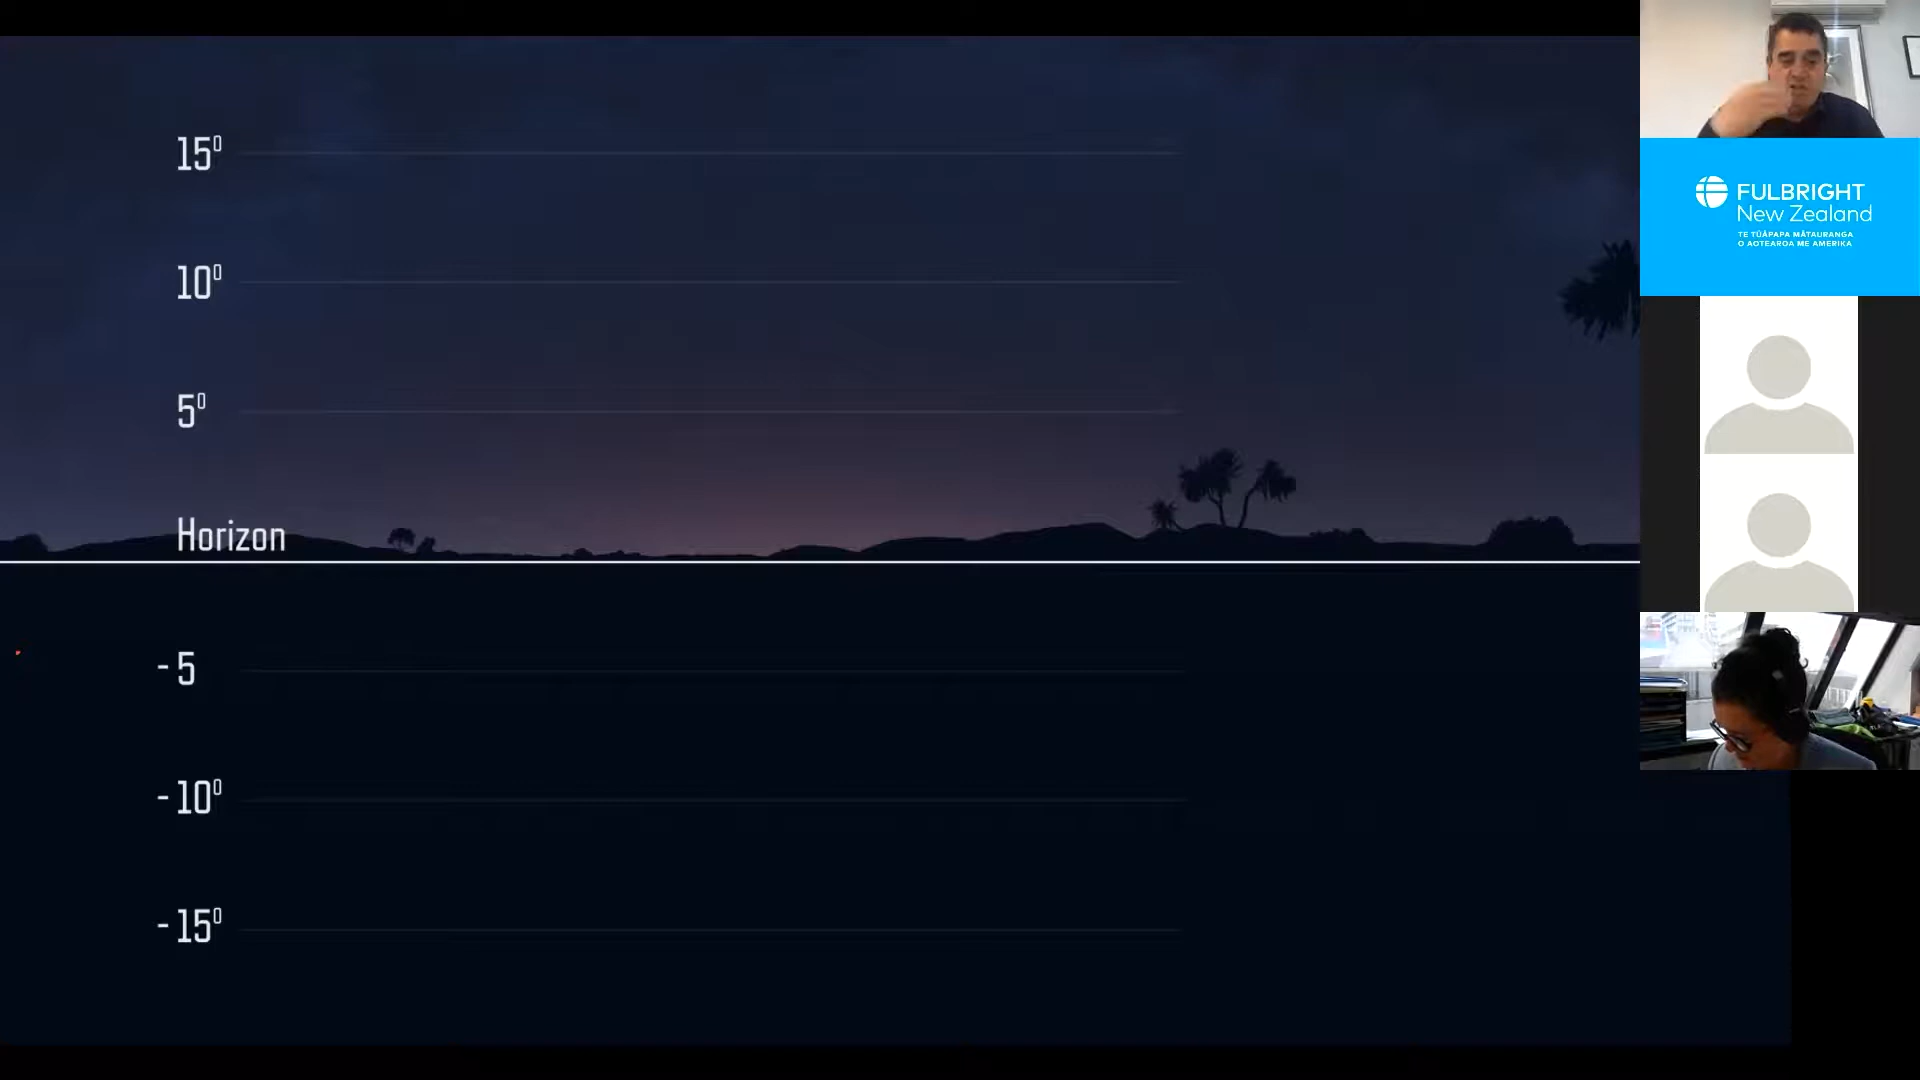 15⁰
10⁰
5⁰
Horizon
-5
-10⁰
-15⁰
FULBRIGHT
New Zealand
TE TŪĀPAPA MĀTAURANGA
O AOTEAROA ME AMERIKA